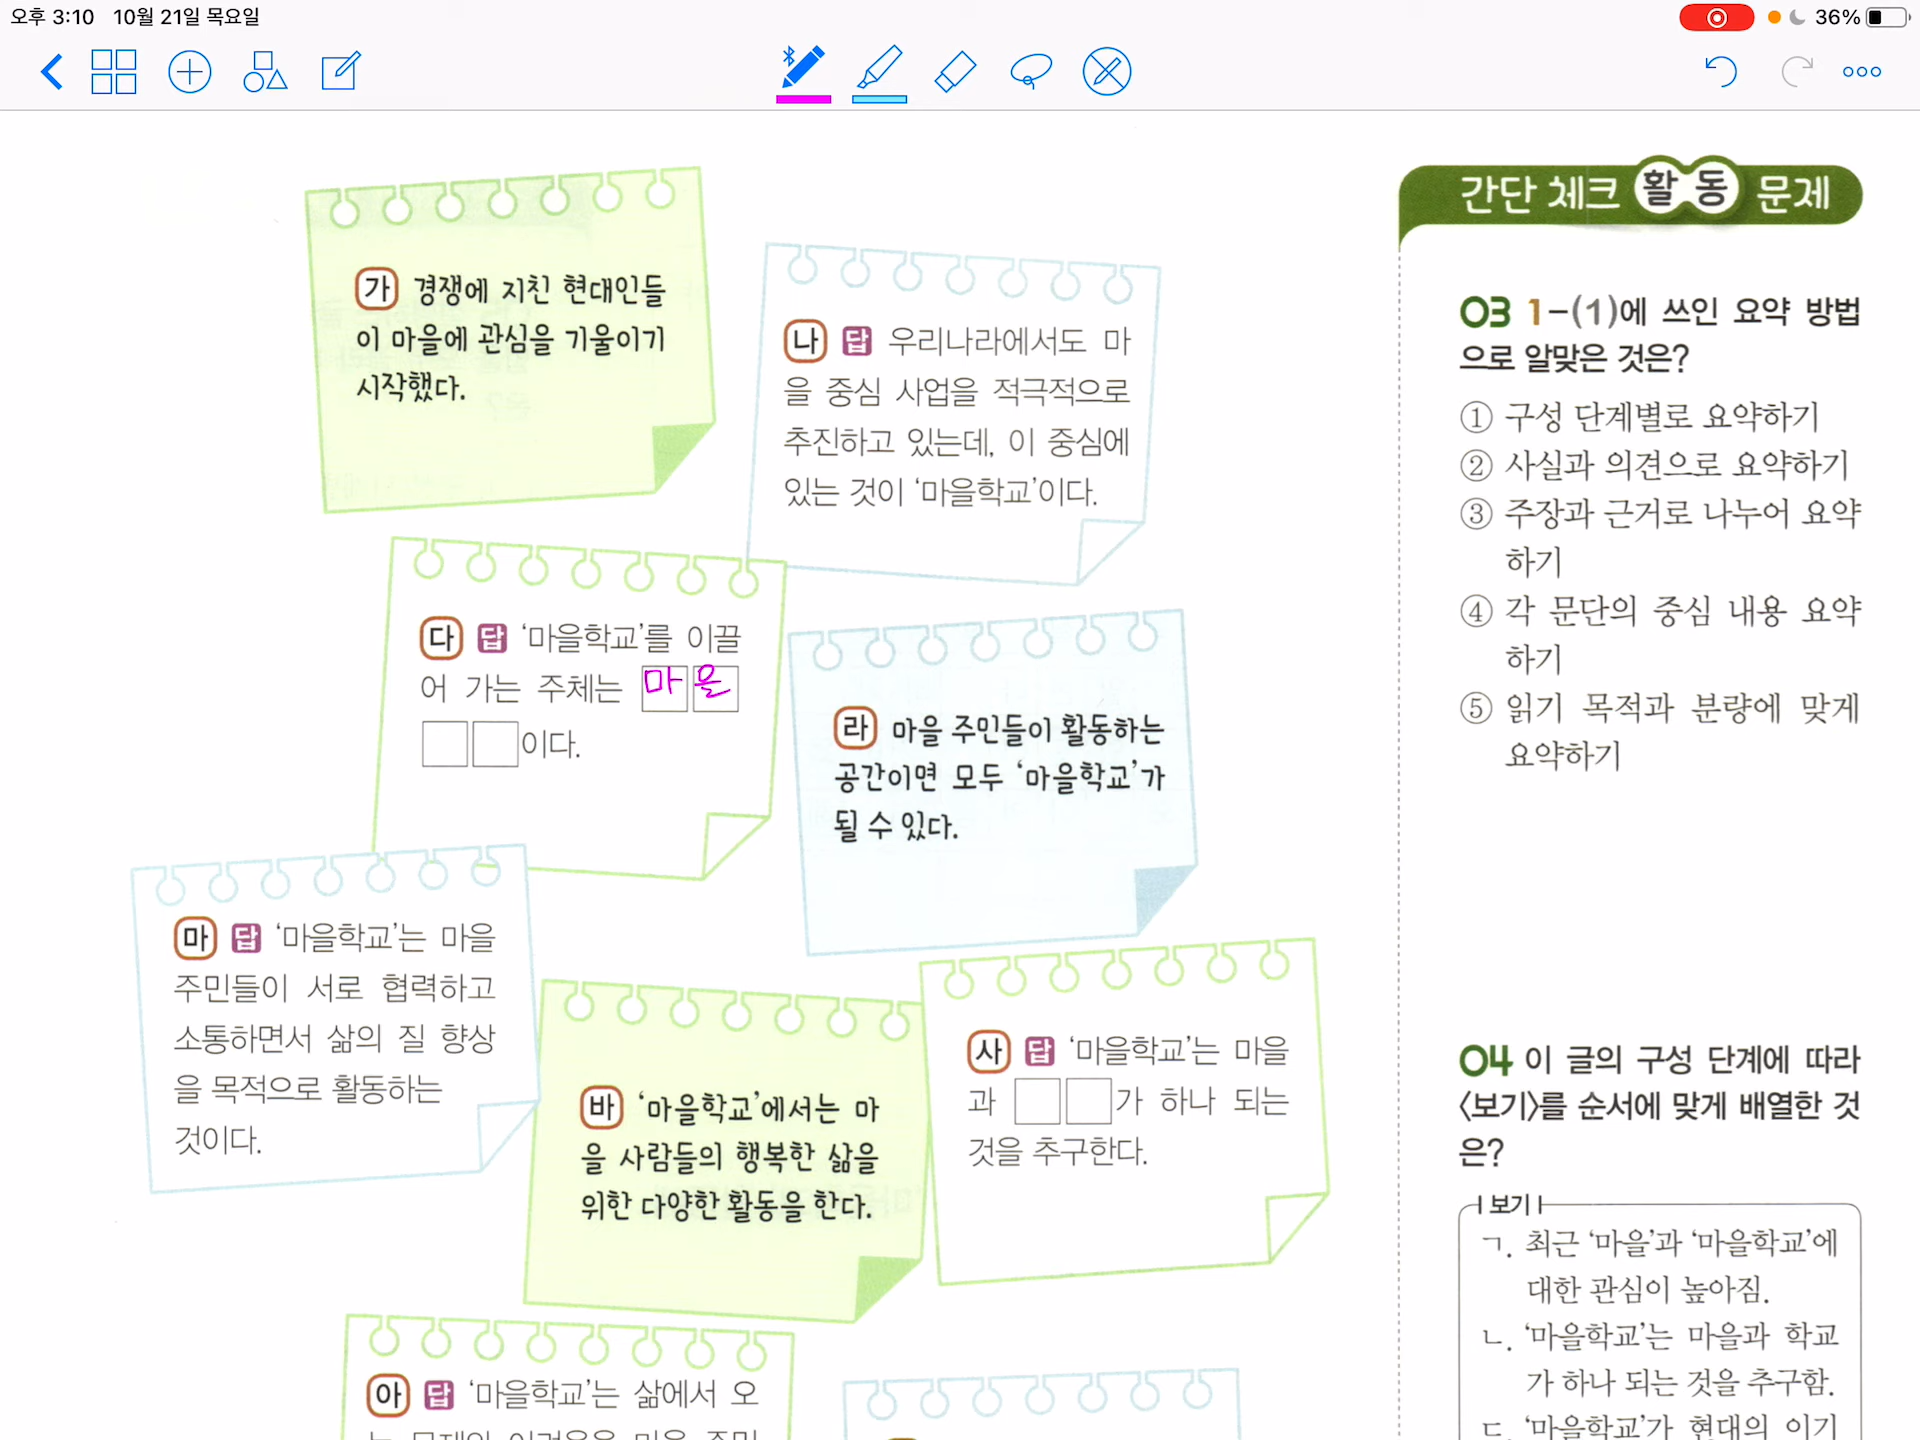 오후 3:10 10월 21일 목요일
36%
가 경쟁에 지친 현대인들
이 마을에 관심을 기울이기
시작했다.
나 답 우리나라에서도 마
을 중심 사업을 적극적으로
추진하고 있는데, 이 중심에
있는 것이 ‘마을학교’이다.
다 답 ‘마을학교’를 이끌
어 가는 주체는 마을
이다.
라 마을 주민들이 활동하는
공간이면 모두 ‘마을학교’가
될 수 있다.
마 답 ‘마을학교’는 마을
주민들이 서로 협력하고
소통하면서 삶의 질 향상
을 목적으로 활동하는
것이다.
바 ‘마을학교’에서는 마
을 사람들의 행복한 삶을
위한 다양한 활동을 한다.
사 답 ‘마을학교’는 마을
과 가 하나 되는
것을 추구한다.
아 답 ‘마을학교’는 삶에서 오
간단 체크 활동 문제
03 1-(1)에 쓰인 요약 방법
으로 알맞은 것은?
① 구성 단계별로 요약하기
② 사실과 의견으로 요약하기
③ 주장과 근거로 나누어 요약
하기
④ 각 문단의 중심 내용 요약
하기
⑤ 읽기 목적과 분량에 맞게
요약하기
04 이 글의 구성 단계에 따라
〈보기〉를 순서에 맞게 배열한 것
은?
보기
ㄱ. 최근 ‘마을’과 ‘마을학교’에
대한 관심이 높아짐.
ㄴ. ‘마을학교’는 마을과 학교
가 하나 되는 것을 추구함.
ㄷ. ‘마을학교’가 현대의 이기